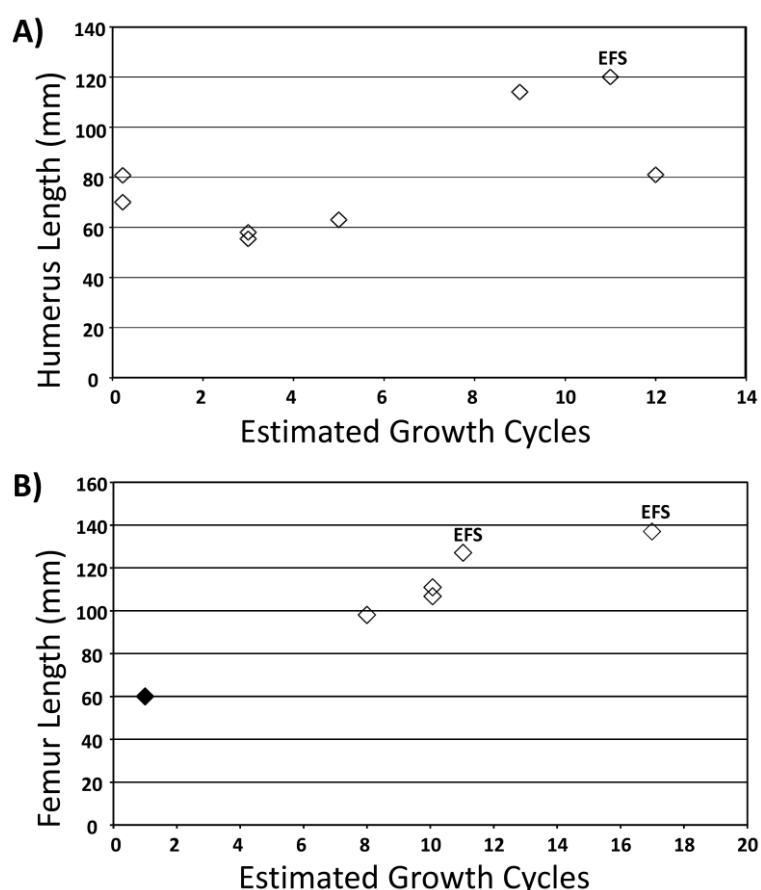 A)
140
120
100
80
60
40
20
0
Humerus Length (mm)
EFS
0 2 4 6 8 10 12 14
Estimated Growth Cycles
B)
160
140
120
100
80
60
40
20
0
Femur Length (mm)
EFS
EFS
0 2 4 6 8 10 12 14 16 18 20
Estimated Growth Cycles